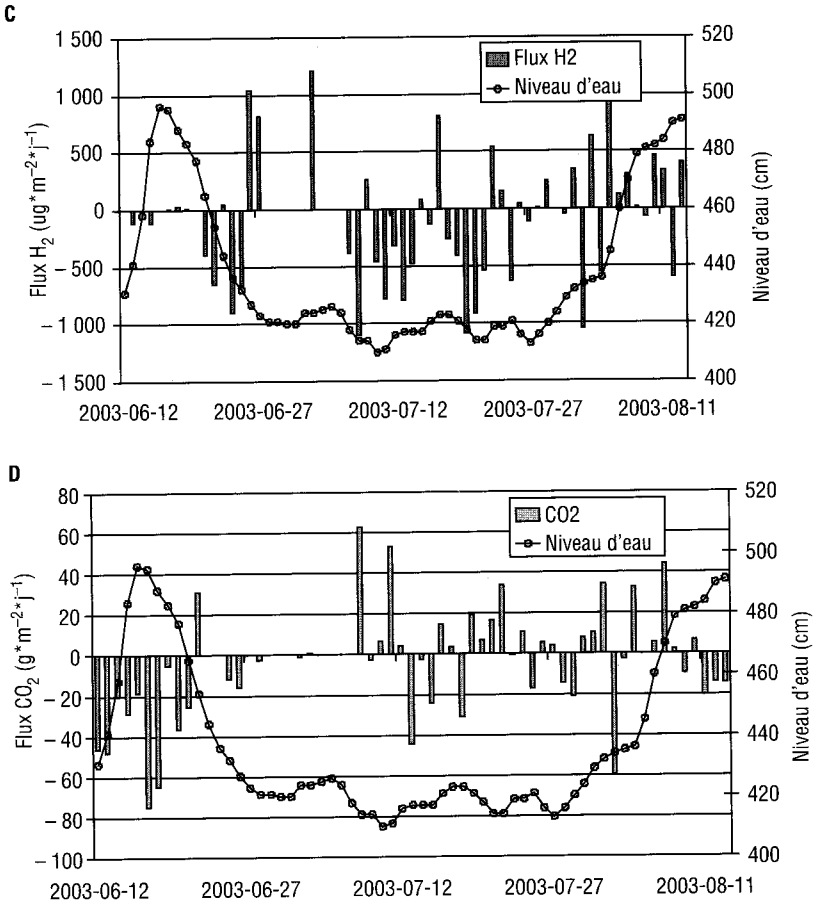 C
1 500
1 000
500
0
– 500
– 1 000
– 1 500
Flux H2 (ug*m–2*j–1)
Flux H2
Niveau d'eau
520
500
480
460
440
420
400
Niveau d'eau (cm)
2003-06-12 2003-06-27 2003-07-12 2003-07-27 2003-08-11
D
80
60
40
20
0
– 20
– 40
– 60
– 80
– 100
Flux CO2 (g*m–2*j–1)
CO2
Niveau d'eau
520
500
480
460
440
420
400
Niveau d'eau (cm)
2003-06-12 2003-06-27 2003-07-12 2003-07-27 2003-08-11